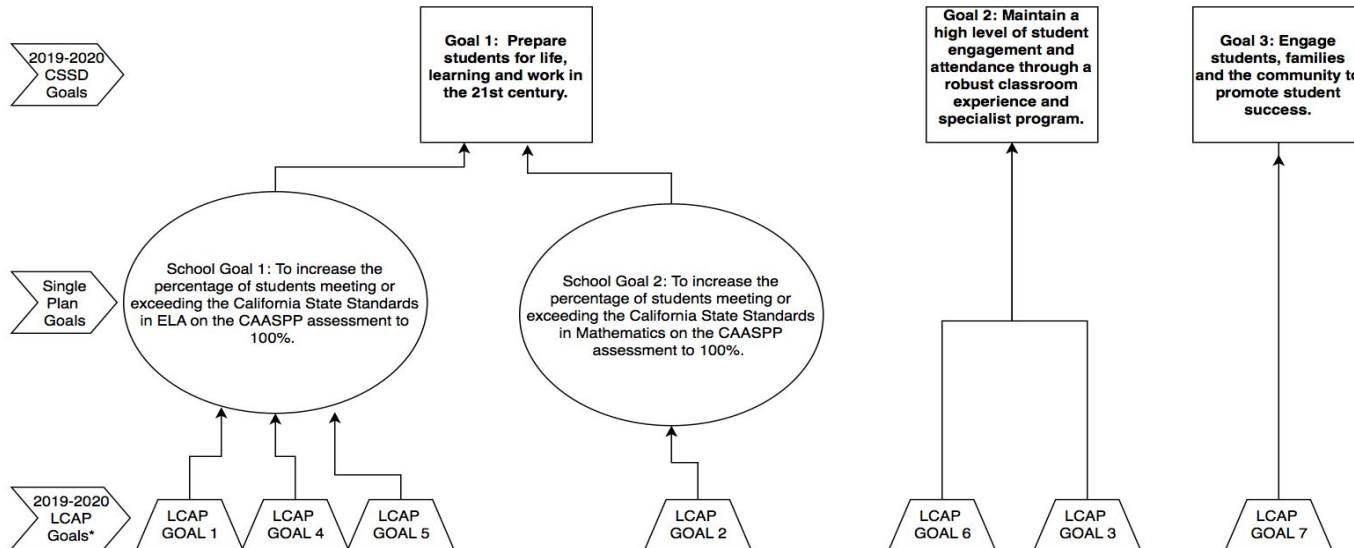 2019-2020
CSSD
Goals
Goal 1: Prepare
students for life,
learning and work in
the 21st century.
Goal 2: Maintain a
high level of student
engagement and
attendance through a
robust classroom
experience and
specialist program.
Goal 3: Engage
students, families
and the community to
promote student
success.
Single
Plan
Goals
School Goal 1: To increase the
percentage of students meeting or
exceeding the California State Standards
in ELA on the CAASPP assessment to
100%.
School Goal 2: To increase the
percentage of students meeting or
exceeding the California State Standards
in Mathematics on the CAASPP
assessment to 100%.
2019-2020
LCAP
Goals*
LCAP
GOAL 1
LCAP
GOAL 4
LCAP
GOAL 5
LCAP
GOAL 2
LCAP
GOAL 6
LCAP
GOAL 3
LCAP
GOAL 7